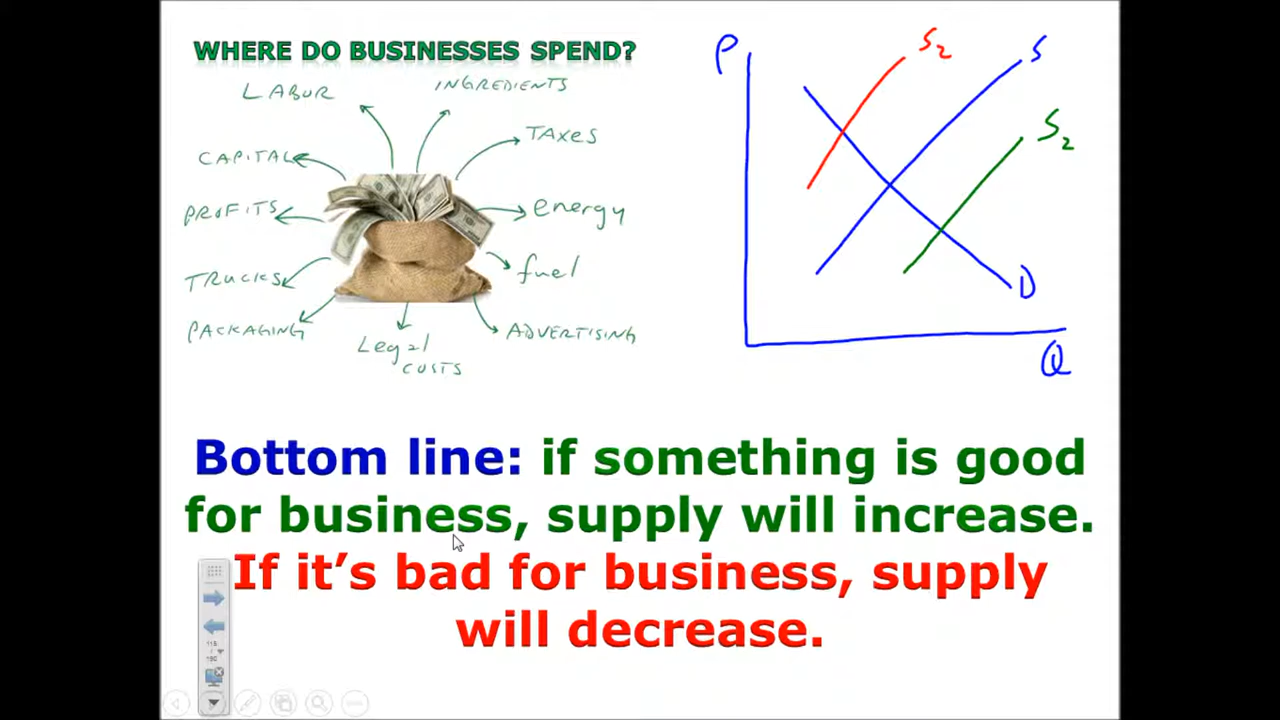 WHERE DO BUSINESSES SPEND?
LABOR
INGREDIENTS
TAXES
CAPITAL
PROFITS
energy
TRUCKS
fuel
PACKAGING
Legal
COSTS
ADVERTISING
P
S2
S
S2
D
Q
Bottom line: if something is good
for business, supply will increase.
If it's bad for business, supply
will decrease.